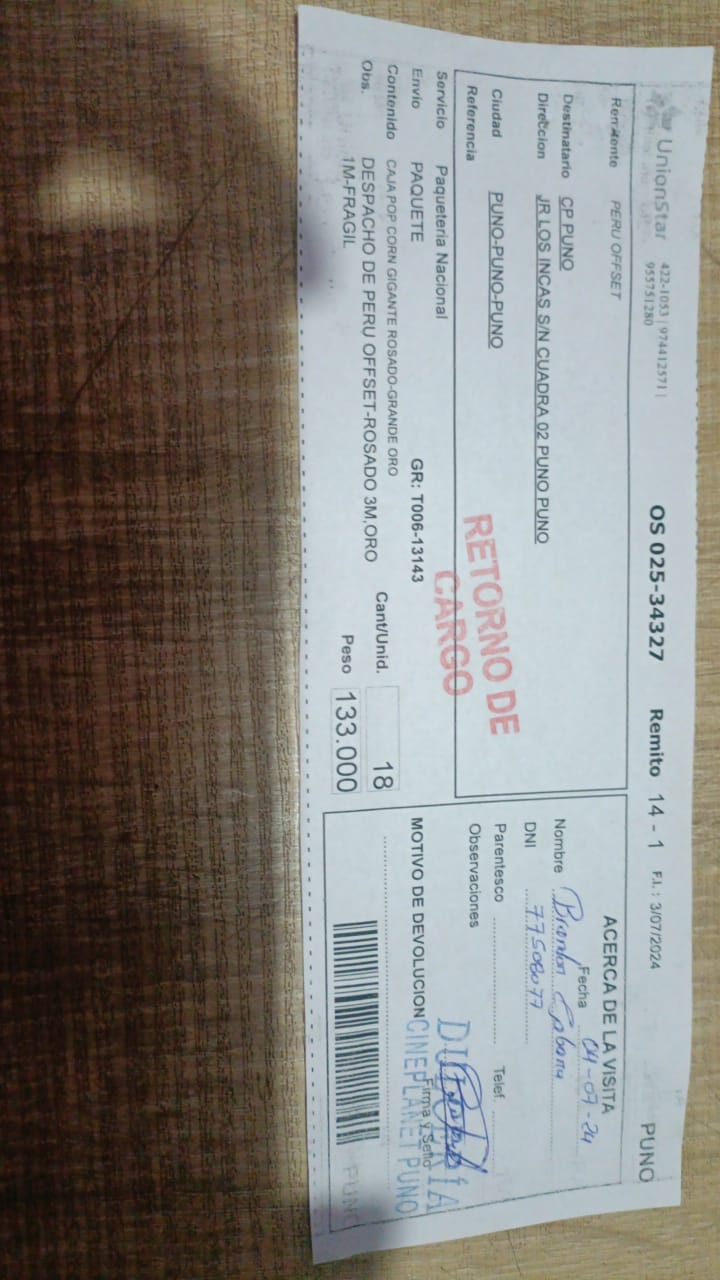 UnionStar 422-1053 | 974412571 |
955751280
OS 025-34327 Remito 14 - 1 F.I.: 3/07/2024 PUNO
Remitente PERU OFFSET
Destinatario CP PUNO
Direccion JR LOS INCAS S/N CUADRA 02 PUNO PUNO
Ciudad PUNO-PUNO-PUNO
Referencia
RETORNO DE
CARGO
Servicio Paqueteria Nacional
Envio PAQUETE GR: T006-13143
Contenido CAJA POP CORN GIGANTE ROSADO-GRANDE ORO
Obs. DESPACHO DE PERU OFFSET-ROSADO 3M,ORO
1M-FRAGIL
Cant/Unid. 18
Peso 133.000
ACERCA DE LA VISITA
Fecha 04-07-24
Nombre
DNI 77508077
Parentesco Telef.
Observaciones
MOTIVO DE DEVOLUCION
Firma y Sello
CINEPLANET PUNO
PUNO